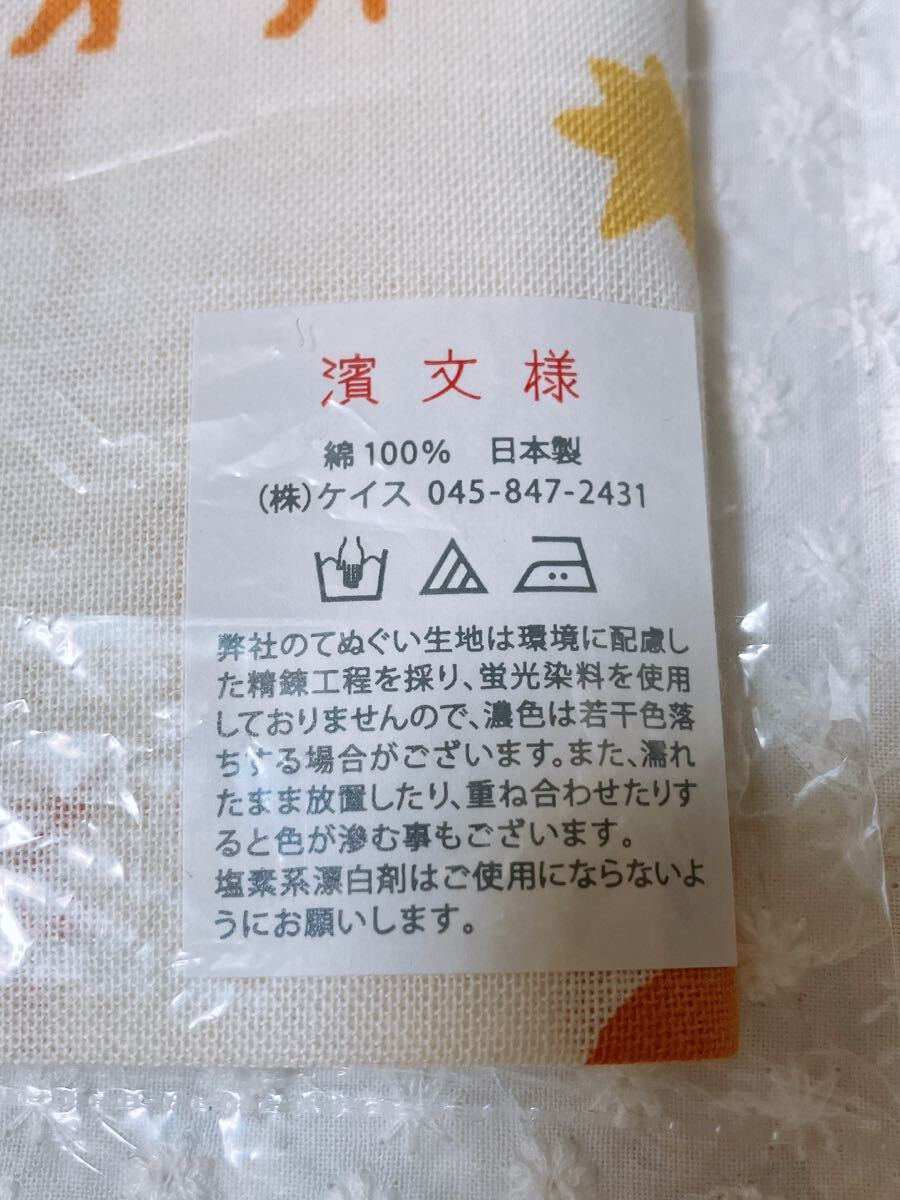 濱文様
綿100%　日本製
(株)ケイス 045-847-2431
弊社のてぬぐい生地は環境に配慮し
た精錬工程を採り、蛍光染料を使用
しておりませんので、濃色は若干色落
ちする場合がございます。また、濡れ
たまま放置したり、重ね合わせたりす
ると色が滲む事もございます。
塩素系漂白剤はご使用にならないよ
うにお願いします。